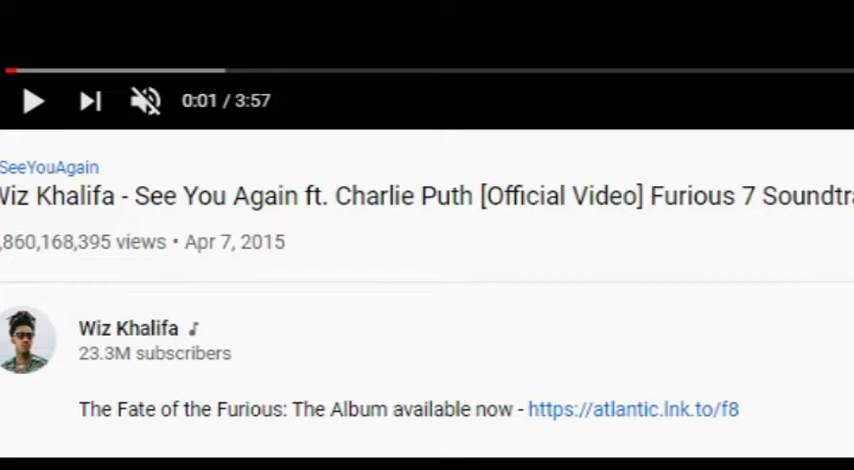 0:01 / 3:57
SeeYouAgain
Wiz Khalifa - See You Again ft. Charlie Puth [Official Video] Furious 7 Soundtra
,860,168,395 views • Apr 7, 2015
Wiz Khalifa ♪
23.3M subscribers
The Fate of the Furious: The Album available now - https://atlantic.lnk.to/f8